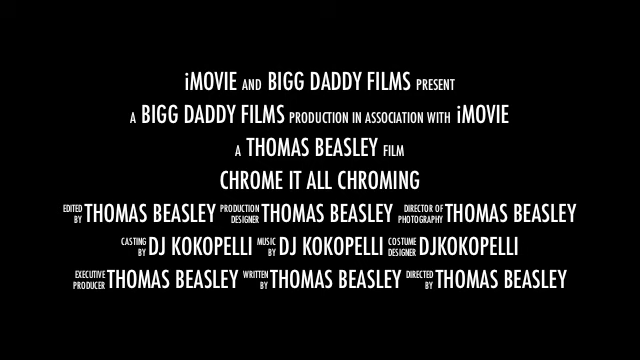 iMOVIE AND BIGG DADDY FILMS PRESENT
A BIGG DADDY FILMS PRODUCTION IN ASSOCIATION WITH iMOVIE
A THOMAS BEASLEY FILM
CHROME IT ALL CHROMING
EDITED BY THOMAS BEASLEY PRODUCTION DESIGNER THOMAS BEASLEY DIRECTOR OF PHOTOGRAPHY THOMAS BEASLEY
CASTING BY DJ KOKOPELLI MUSIC BY DJ KOKOPELLI COSTUME DESIGNER DJKOKOPELLI
EXECUTIVE PRODUCER THOMAS BEASLEY WRITTEN BY THOMAS BEASLEY DIRECTED BY THOMAS BEASLEY